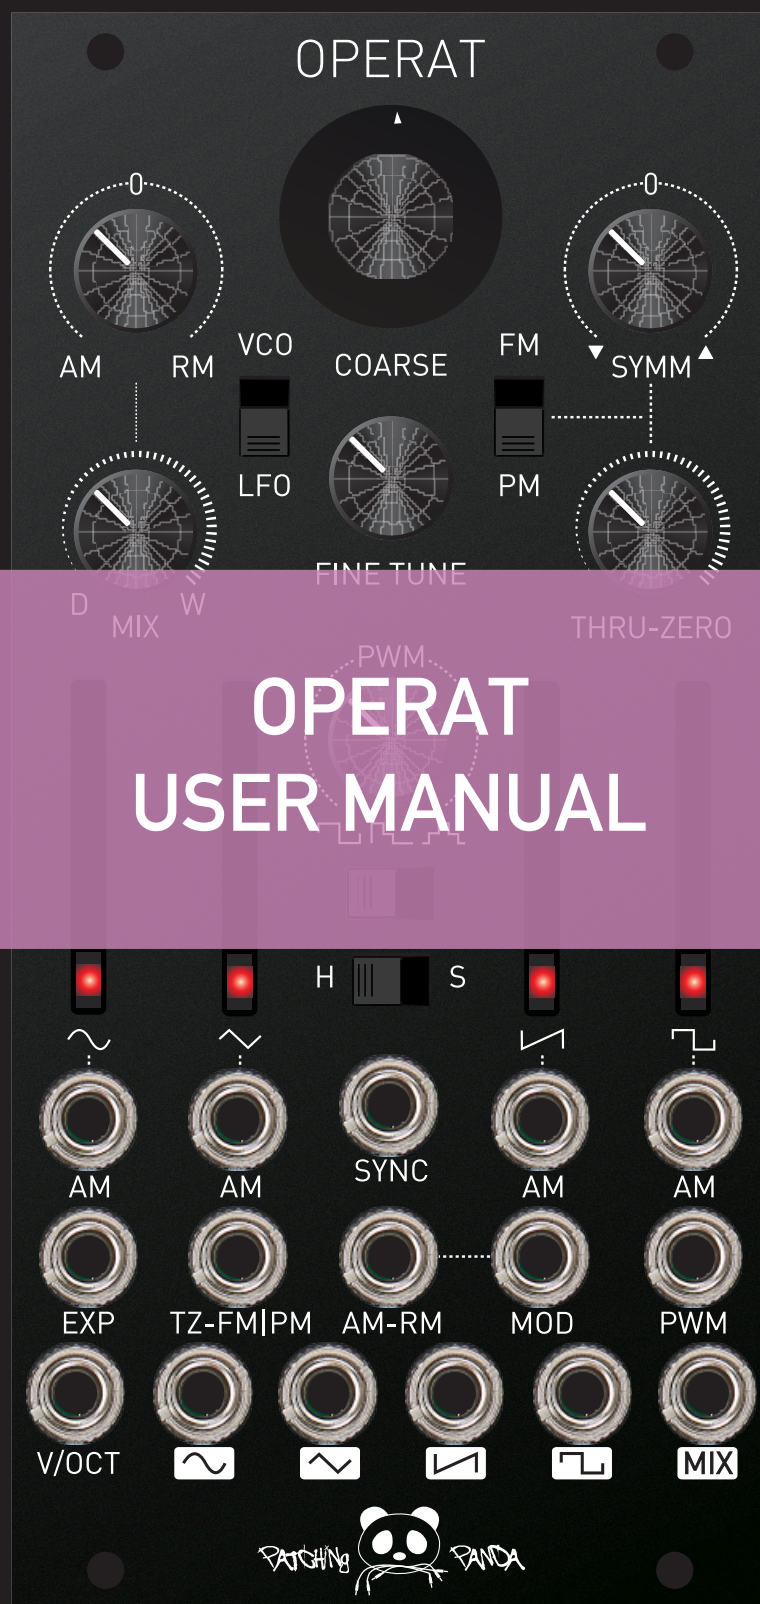 OPERAT
0
0
AM
RM
VCO
COARSE
FM
SYMM
LFO
PM
FINE TUNE
D
W
MIX
THRU-ZERO
PWM
OPERAT
USER MANUAL
H
S
AM
AM
SYNC
AM
AM
EXP
TZ-FM|PM
AM-RM
MOD
PWM
V/OCT
MIX
PATCHING
PANDA